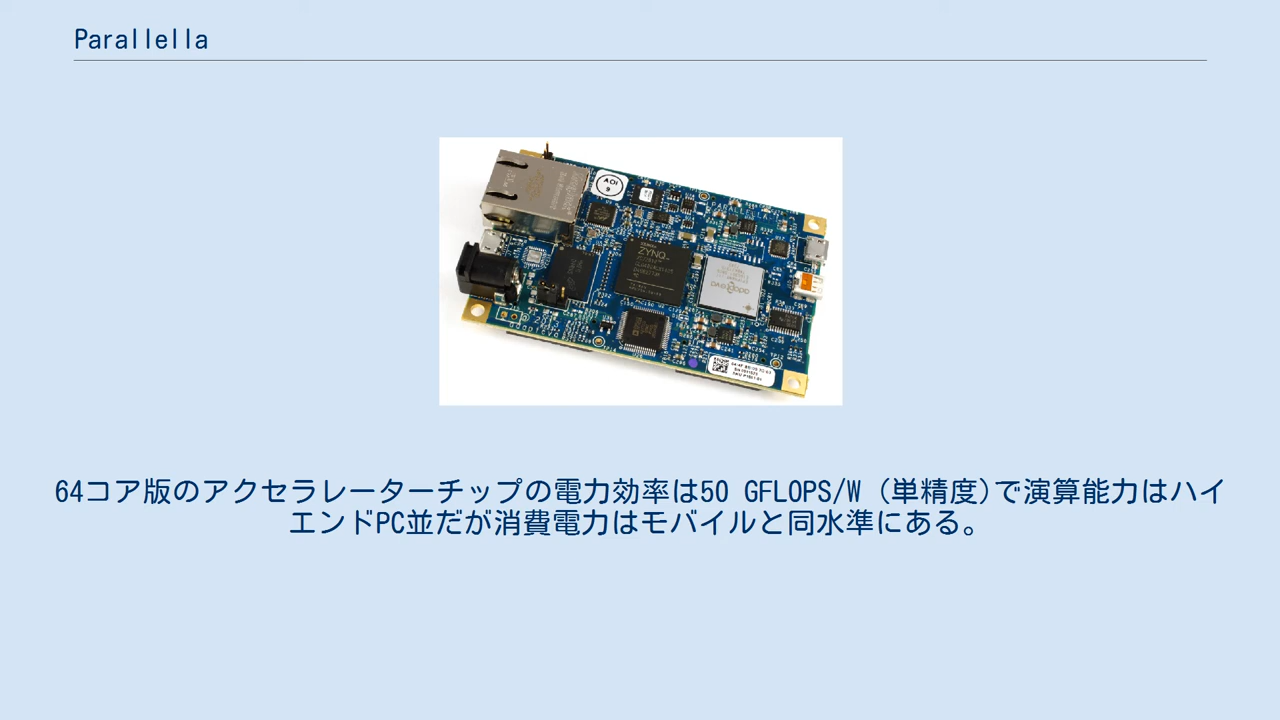 Parallella
AOI
9
ZYNQ
64コア版のアクセラレーターチップの電力効率は50 GFLOPS/W (単精度)で演算能力はハイ
エンドPC並だが消費電力はモバイルと同水準にある。